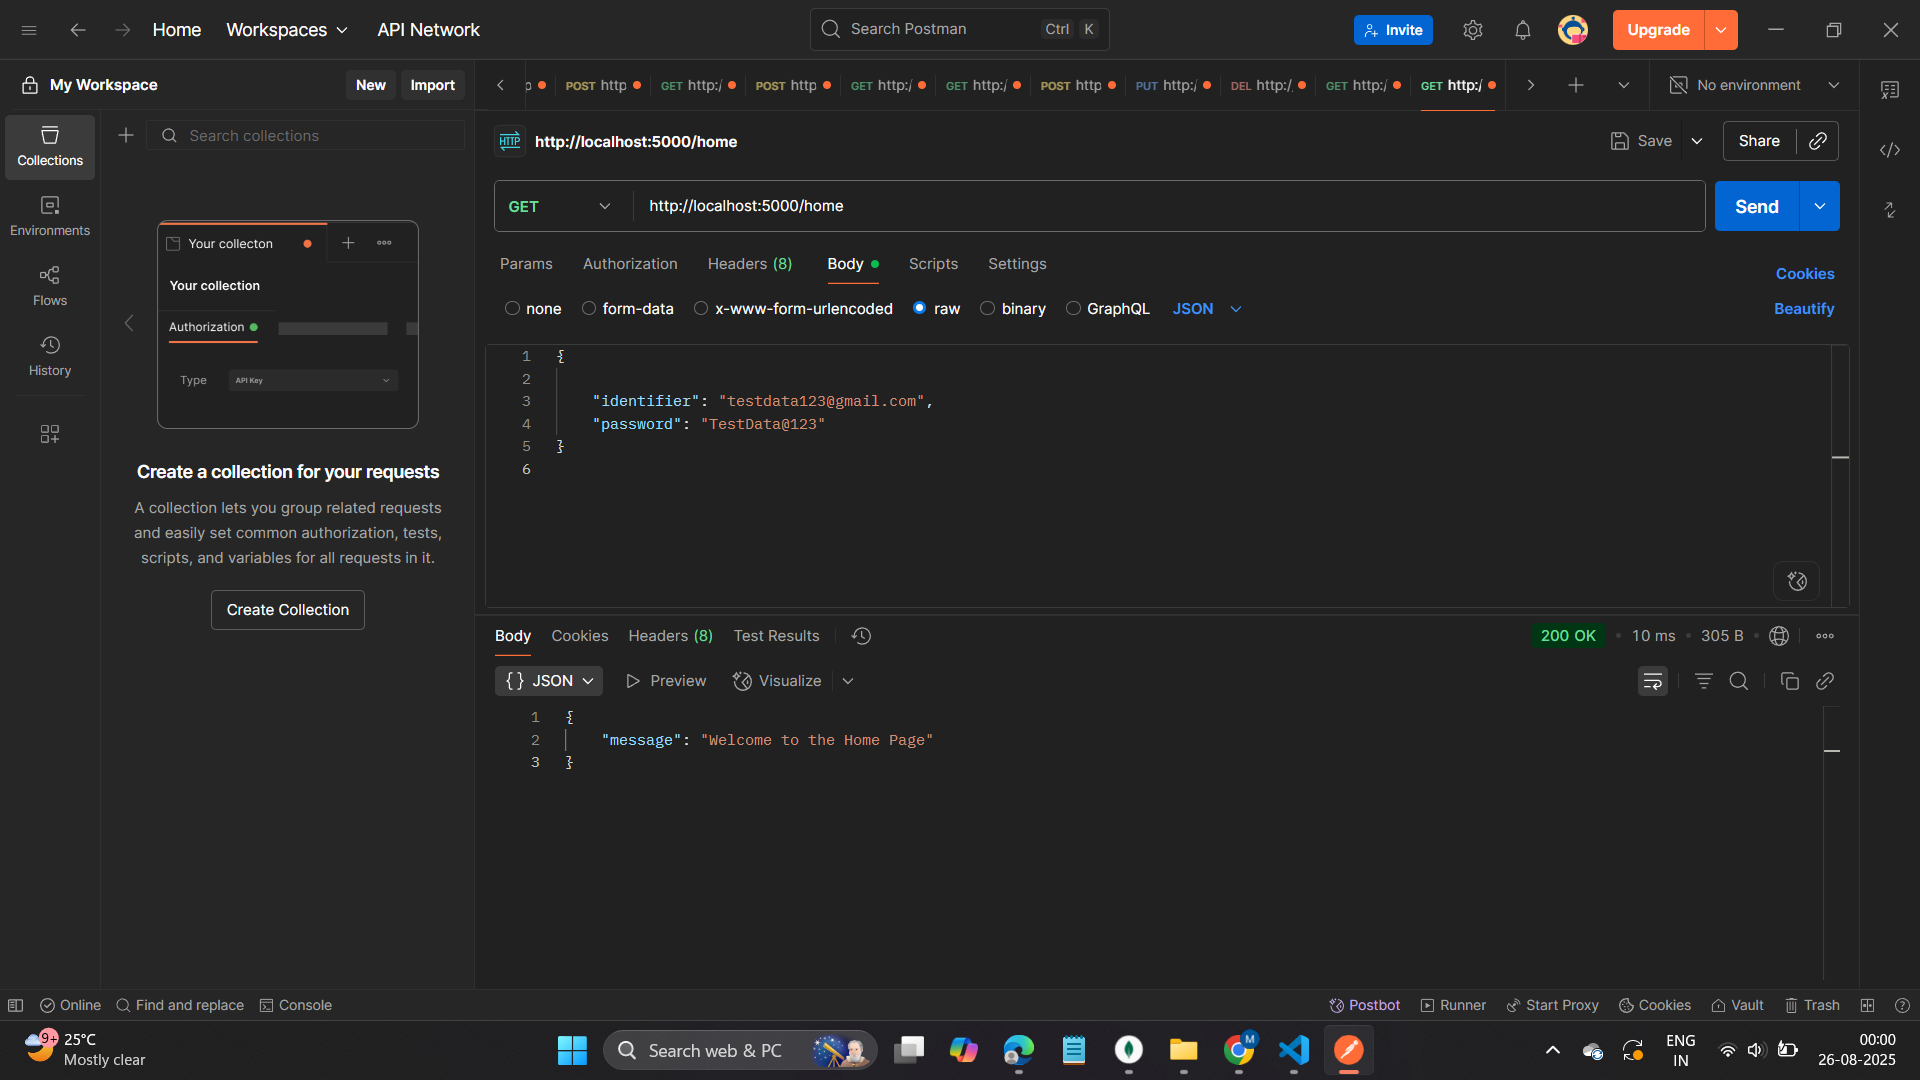 Home Workspaces API Network Search Postman Ctrl K Invite Upgrade
My Workspace New Import
p POST http GET http:/ POST http GET http:/ GET http:/ POST http PUT http:/ DEL http:/ GET http:/ GET http:/ No environment
Search collections
Collections
Environments
Flows
History
Your collecton
Your collection
Authorization
Type API Key
Create a collection for your requests
A collection lets you group related requests
and easily set common authorization, tests,
scripts, and variables for all requests in it.
Create Collection
HTTP http://localhost:5000/home Save Share
GET http://localhost:5000/home Send
Params Authorization Headers (8) Body Scripts Settings Cookies
none form-data x-www-form-urlencoded raw binary GraphQL JSON Beautify
1 {
2
3 "identifier": "testdata123@gmail.com",
4 "password": "TestData@123"
5 }
6
Body Cookies Headers (8) Test Results 200 OK 10 ms 305 B
{} JSON Preview Visualize
1 {
2 "message": "Welcome to the Home Page"
3 }
Online Find and replace Console Postbot Runner Start Proxy Cookies Vault Trash
9+ 25°C
Mostly clear
Search web & PC
M
ENG
IN
00:00
26-08-2025